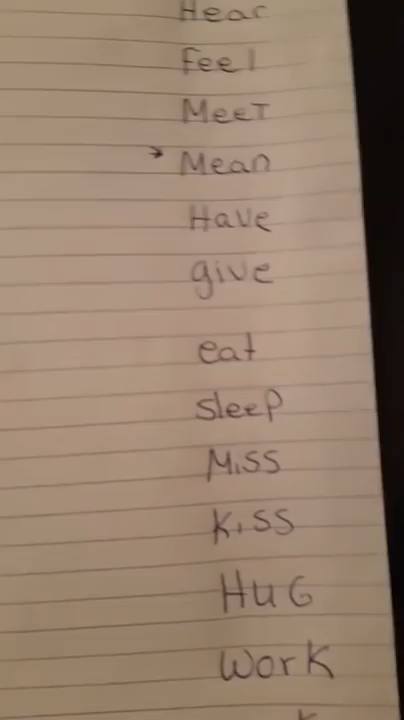 Hear
Feel
MeeT
→ Mean
Have
give
eat
sleep
Miss
Kiss
HuG
Work